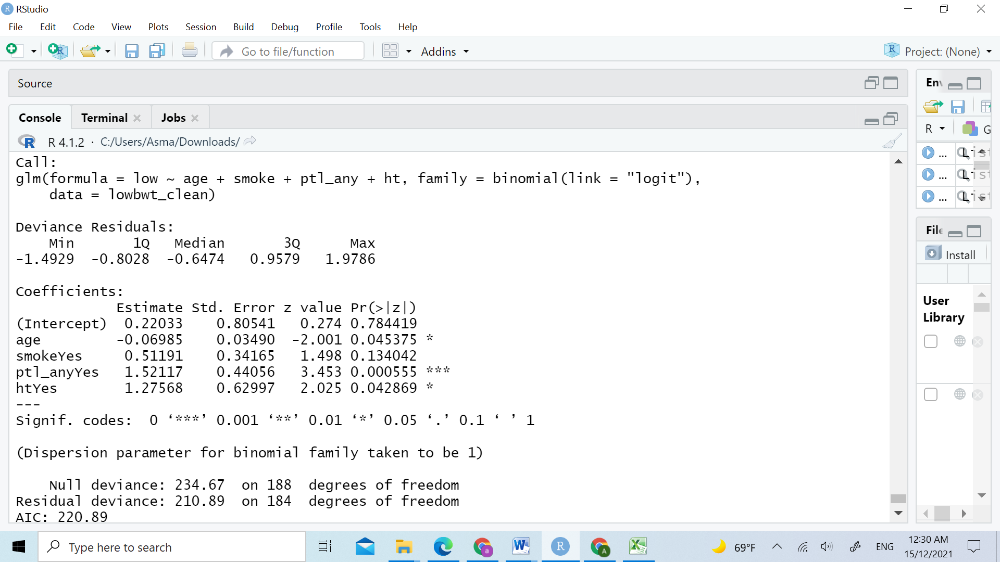 RStudio
File Edit Code View Plots Session Build Debug Profile Tools Help
Go to file/function Addins Project: (None)
Source
Console Terminal Jobs
R 4.1.2 · C:/Users/Asma/Downloads/
Call:
glm(formula = low ~ age + smoke + ptl_any + ht, family = binomial(link = "logit"),
    data = lowbwt_clean)
Deviance Residuals:
    Min       1Q   Median       3Q      Max
-1.4929  -0.8028  -0.6474   0.9579   1.9786
Coefficients:
            Estimate Std. Error z value Pr(>|z|)
(Intercept)  0.22033    0.80541   0.274 0.784419
age         -0.06985    0.03490  -2.001 0.045375 *
smokeYes     0.51191    0.34165   1.498 0.134042
ptl_anyYes   1.52117    0.44056   3.453 0.000555 ***
htYes        1.27568    0.62997   2.025 0.042869 *
---
Signif. codes:  0 ‘***’ 0.001 ‘**’ 0.01 ‘*’ 0.05 ‘.’ 0.1 ‘ ’ 1
(Dispersion parameter for binomial family taken to be 1)
    Null deviance: 234.67  on 188  degrees of freedom
Residual deviance: 210.89  on 184  degrees of freedom
AIC: 220.89
Env
R G
... List
... List
... List
File
Install
User
Library
Type here to search
69°F ENG
12:30 AM
15/12/2021